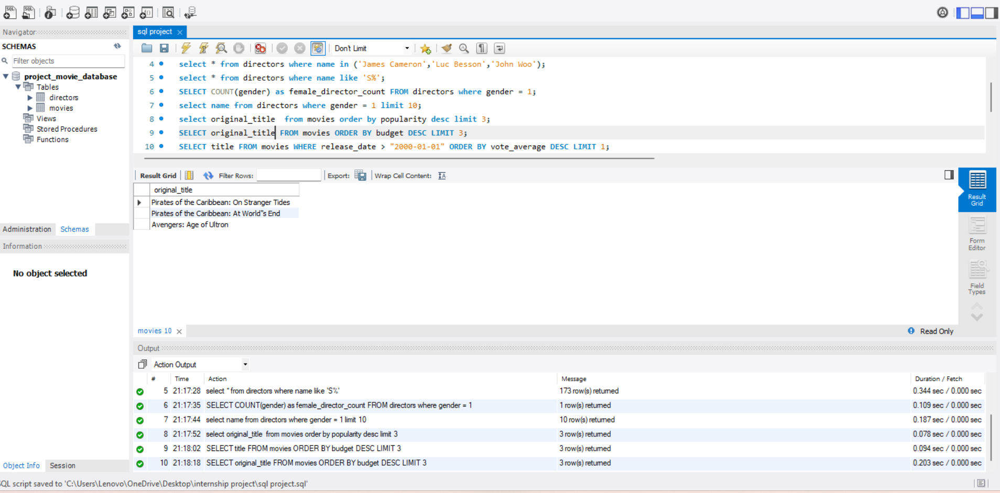 Navigator
SCHEMAS
Filter objects
project_movie_database
Tables
directors
movies
Views
Stored Procedures
Functions
Administration Schemas
Information
No object selected
Object Info Session
sql project
Don't Limit
4 select * from directors where name in ('James Cameron','Luc Besson','John Woo');
5 select * from directors where name like 'S%';
6 SELECT COUNT(gender) as female_director_count FROM directors where gender = 1;
7 select name from directors where gender = 1 limit 10;
8 select original_title  from movies order by popularity desc limit 3;
9 SELECT original_title FROM movies ORDER BY budget DESC LIMIT 3;
10 SELECT title FROM movies WHERE release_date > "2000-01-01" ORDER BY vote_average DESC LIMIT 1;
Result Grid Filter Rows: Export: Wrap Cell Content:
original_title
Pirates of the Caribbean: On Stranger Tides
Pirates of the Caribbean: At World"s End
Avengers: Age of Ultron
Result
Grid
Form
Editor
Field
Types
movies 10 Read Only
Output
Action Output
# Time Action Message Duration / Fetch
5 21:17:28 select * from directors where name like 'S%' 173 row(s) returned 0.344 sec / 0.000 sec
6 21:17:35 SELECT COUNT(gender) as female_director_count FROM directors where gender = 1 1 row(s) returned 0.109 sec / 0.000 sec
7 21:17:44 select name from directors where gender = 1 limit 10 10 row(s) returned 0.187 sec / 0.000 sec
8 21:17:52 select original_title  from movies order by popularity desc limit 3 3 row(s) returned 0.078 sec / 0.000 sec
9 21:18:02 SELECT title FROM movies ORDER BY budget DESC LIMIT 3 3 row(s) returned 0.094 sec / 0.000 sec
10 21:18:18 SELECT original_title FROM movies ORDER BY budget DESC LIMIT 3 3 row(s) returned 0.203 sec / 0.000 sec
SQL script saved to 'C:\Users\Lenovo\OneDrive\Desktop\internship project\sql project.sql'